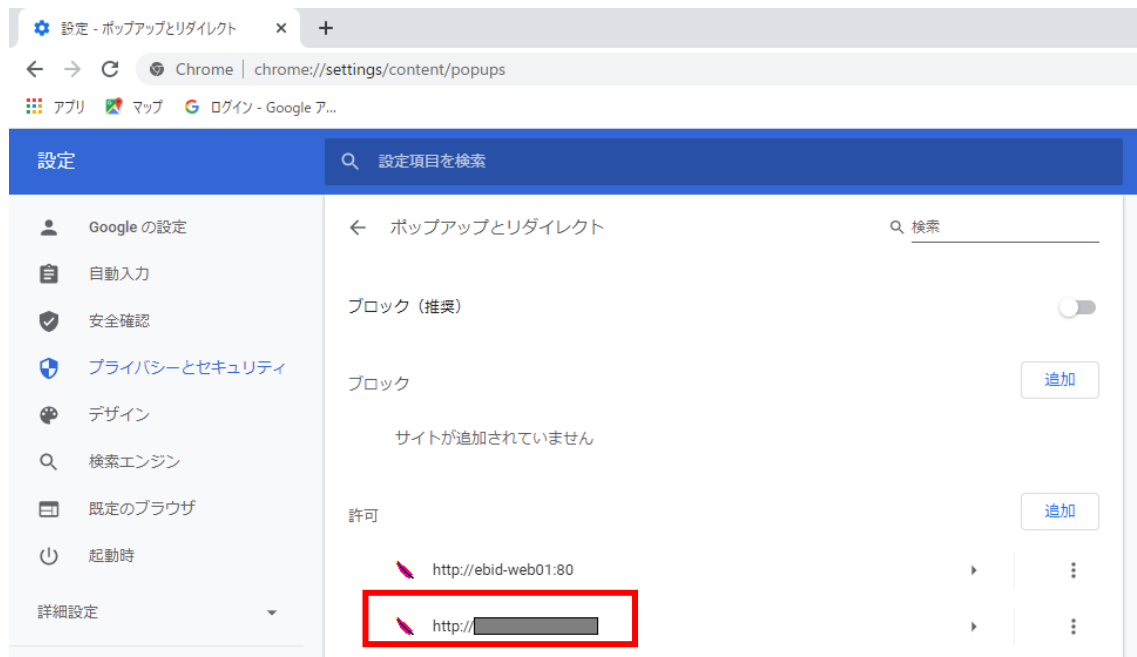 設定 - ポップアップとリダイレクト
Chrome | chrome://settings/content/popups
アプリ マップ ログイン - Google ア...
設定
設定項目を検索
Google の設定
自動入力
安全確認
プライバシーとセキュリティ
デザイン
検索エンジン
既定のブラウザ
起動時
詳細設定
ポップアップとリダイレクト
検索
ブロック（推奨）
ブロック
追加
サイトが追加されていません
許可
追加
http://ebid-web01:80
http://